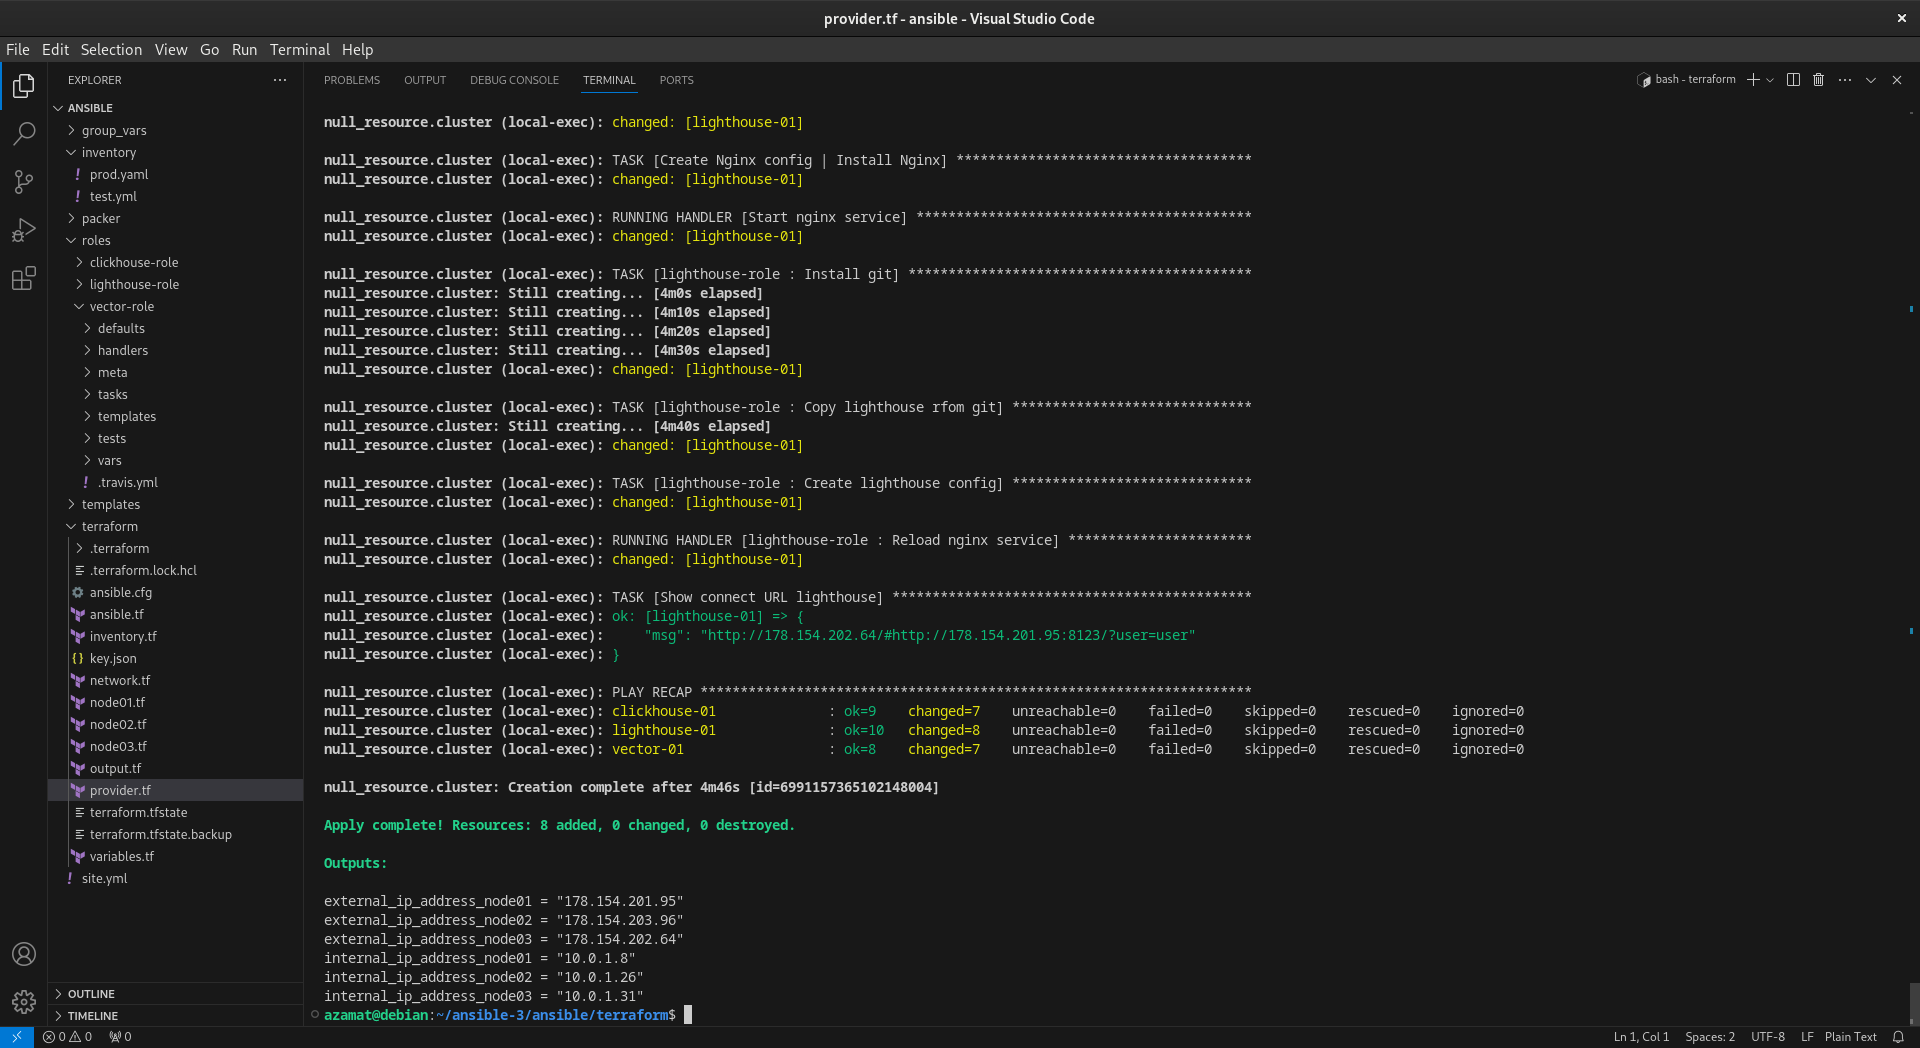 provider.tf - ansible - Visual Studio Code
File Edit Selection View Go Run Terminal Help
EXPLORER
ANSIBLE
group_vars
inventory
prod.yaml
test.yml
packer
roles
clickhouse-role
lighthouse-role
vector-role
defaults
handlers
meta
tasks
templates
tests
vars
.travis.yml
templates
terraform
.terraform
.terraform.lock.hcl
ansible.cfg
ansible.tf
inventory.tf
key.json
network.tf
node01.tf
node02.tf
node03.tf
output.tf
provider.tf
terraform.tfstate
terraform.tfstate.backup
variables.tf
site.yml
OUTLINE
TIMELINE
PROBLEMS OUTPUT DEBUG CONSOLE TERMINAL PORTS
bash - terraform
null_resource.cluster (local-exec): changed: [lighthouse-01]
null_resource.cluster (local-exec): TASK [Create Nginx config | Install Nginx] *************************************
null_resource.cluster (local-exec): changed: [lighthouse-01]
null_resource.cluster (local-exec): RUNNING HANDLER [Start nginx service] ******************************************
null_resource.cluster (local-exec): changed: [lighthouse-01]
null_resource.cluster (local-exec): TASK [lighthouse-role : Install git] *******************************************
null_resource.cluster: Still creating... [4m0s elapsed]
null_resource.cluster: Still creating... [4m10s elapsed]
null_resource.cluster: Still creating... [4m20s elapsed]
null_resource.cluster: Still creating... [4m30s elapsed]
null_resource.cluster (local-exec): changed: [lighthouse-01]
null_resource.cluster (local-exec): TASK [lighthouse-role : Copy lighthouse rfom git] ******************************
null_resource.cluster: Still creating... [4m40s elapsed]
null_resource.cluster (local-exec): changed: [lighthouse-01]
null_resource.cluster (local-exec): TASK [lighthouse-role : Create lighthouse config] ******************************
null_resource.cluster (local-exec): changed: [lighthouse-01]
null_resource.cluster (local-exec): RUNNING HANDLER [lighthouse-role : Reload nginx service] ***********************
null_resource.cluster (local-exec): changed: [lighthouse-01]
null_resource.cluster (local-exec): TASK [Show connect URL lighthouse] *********************************************
null_resource.cluster (local-exec): ok: [lighthouse-01] => {
null_resource.cluster (local-exec):     "msg": "http://178.154.202.64/#http://178.154.201.95:8123/?user=user"
null_resource.cluster (local-exec): }
null_resource.cluster (local-exec): PLAY RECAP *********************************************************************
null_resource.cluster (local-exec): clickhouse-01              : ok=9    changed=7    unreachable=0    failed=0    skipped=0    rescued=0    ignored=0
null_resource.cluster (local-exec): lighthouse-01              : ok=10   changed=8    unreachable=0    failed=0    skipped=0    rescued=0    ignored=0
null_resource.cluster (local-exec): vector-01                  : ok=8    changed=7    unreachable=0    failed=0    skipped=0    rescued=0    ignored=0
null_resource.cluster: Creation complete after 4m46s [id=6991157365102148004]
Apply complete! Resources: 8 added, 0 changed, 0 destroyed.
Outputs:
external_ip_address_node01 = "178.154.201.95"
external_ip_address_node02 = "178.154.203.96"
external_ip_address_node03 = "178.154.202.64"
internal_ip_address_node01 = "10.0.1.8"
internal_ip_address_node02 = "10.0.1.26"
internal_ip_address_node03 = "10.0.1.31"
azamat@debian:~/ansible-3/ansible/terraform$
0 0 0 Ln 1, Col 1 Spaces: 2 UTF-8 LF Plain Text